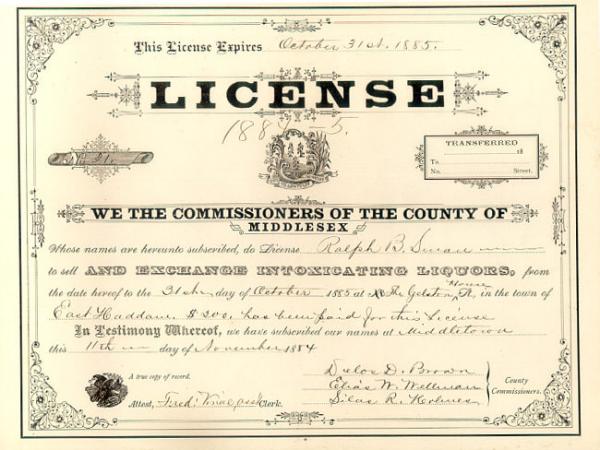 This License Expires October 31st. 1885.
LICENSE
TRANSFERRED
18
To
No. Street.
WE THE COMMISSIONERS OF THE COUNTY OF
MIDDLESEX
Whose names are hereunto subscribed, do License Ralph B. Swan
to sell AND EXCHANGE INTOXICATING LIQUORS, from
the date hereof to the 31st day of October 1885 at The Gelston House in the town of
East Haddam. $200. has been paid for this License
In Testimony Whereof, we have subscribed our names at Middletown
this 11th day of November 1884
A true copy of record.
Attest, Fred: Clerk.
Delos D. Brown
Elias W. Wellman
Silas R. Holmes
County
Commissioners.